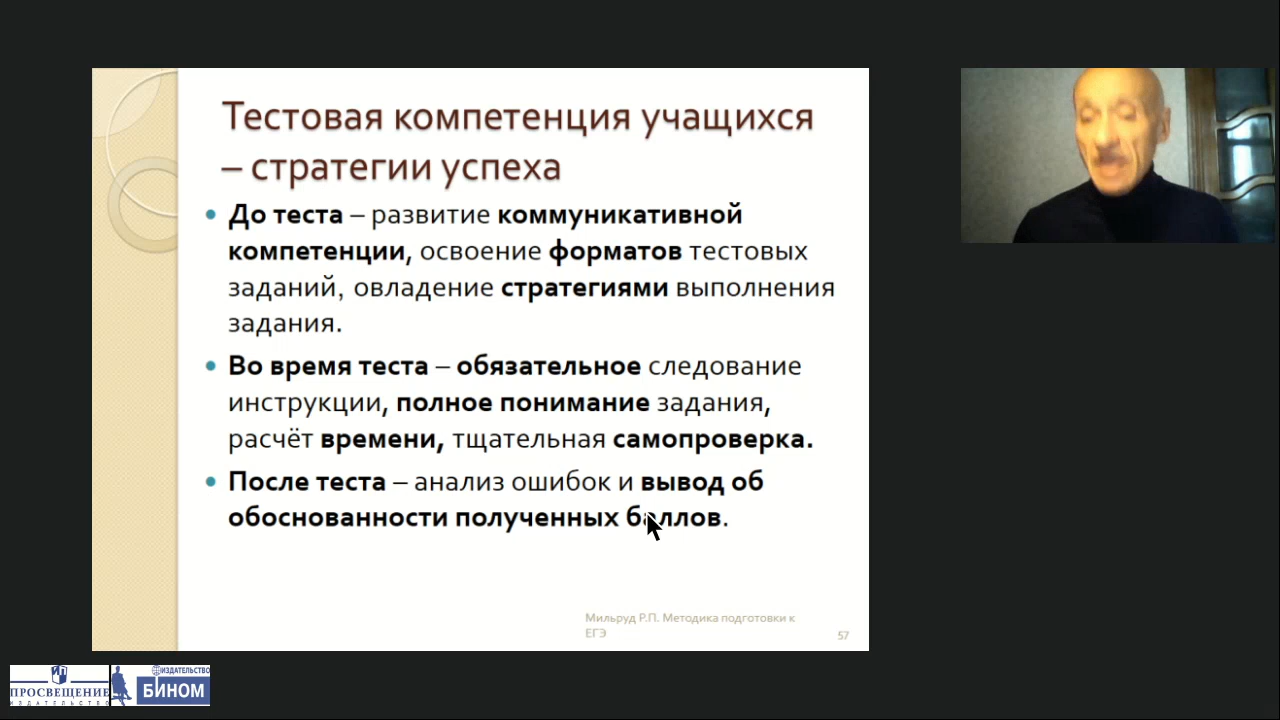 Тестовая компетенция учащихся
– стратегии успеха
• До теста – развитие коммуникативной
компетенции, освоение форматов тестовых
заданий, овладение стратегиями выполнения
задания.
• Во время теста – обязательное следование
инструкции, полное понимание задания,
расчёт времени, тщательная самопроверка.
• После теста – анализ ошибок и вывод об
обоснованности полученных баллов.
Мильруд Р.П. Методика подготовки к
ЕГЭ
57
ПРОСВЕЩЕНИЕ
ИЗДАТЕЛЬСТВО
ИЗДАТЕЛЬСТВО
БИНОМ